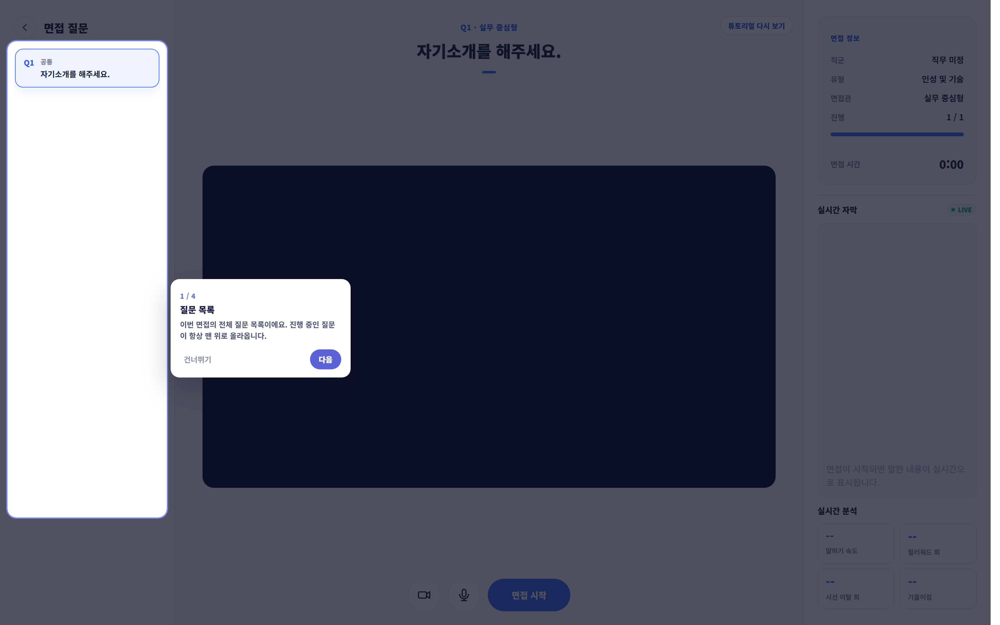 면접 질문
Q1 공통
자기소개를 해주세요.
Q1 · 실무 중심형
자기소개를 해주세요.
튜토리얼 다시 보기
1 / 4
질문 목록
이번 면접의 전체 질문 목록이에요. 진행 중인 질문
이 항상 맨 위로 올라옵니다.
건너뛰기 다음
면접 시작
면접 정보
직군 직무 미정
유형 인성 및 기술
면접관 실무 중심형
진행 1 / 1
면접 시간 0:00
실시간 자막 LIVE
면접이 시작되면 말한 내용이 실시간으
로 표시됩니다.
실시간 분석
-- --
말하기 속도 필러워드 회
-- --
시선 이탈 회 기울어짐